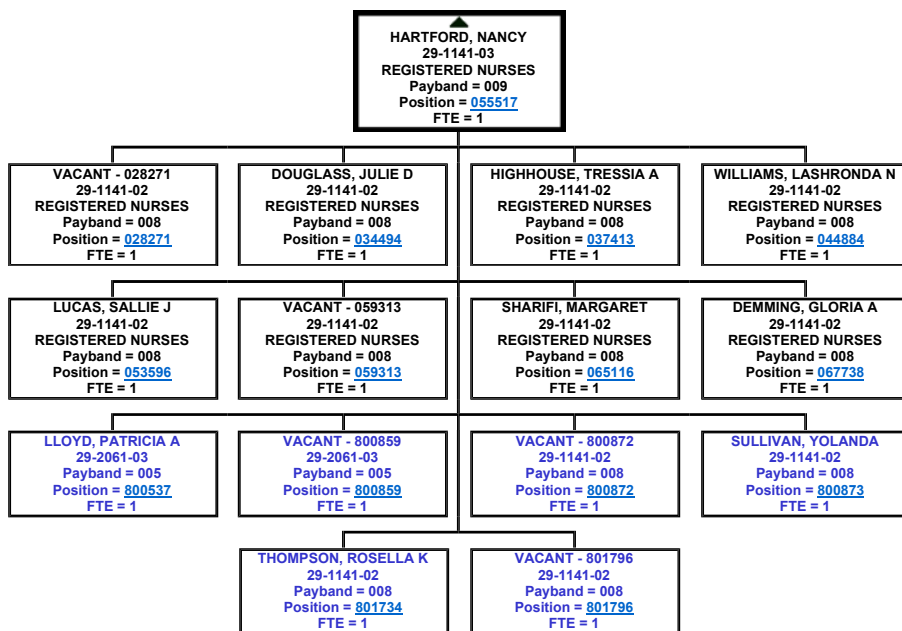 HARTFORD, NANCY
29-1141-03
REGISTERED NURSES
Payband = 009
Position = 055517
FTE = 1
VACANT - 028271
29-1141-02
REGISTERED NURSES
Payband = 008
Position = 028271
FTE = 1
DOUGLASS, JULIE D
29-1141-02
REGISTERED NURSES
Payband = 008
Position = 034494
FTE = 1
HIGHHOUSE, TRESSIA A
29-1141-02
REGISTERED NURSES
Payband = 008
Position = 037413
FTE = 1
WILLIAMS, LASHRONDA N
29-1141-02
REGISTERED NURSES
Payband = 008
Position = 044884
FTE = 1
LUCAS, SALLIE J
29-1141-02
REGISTERED NURSES
Payband = 008
Position = 053596
FTE = 1
VACANT - 059313
29-1141-02
REGISTERED NURSES
Payband = 008
Position = 059313
FTE = 1
SHARIFI, MARGARET
29-1141-02
REGISTERED NURSES
Payband = 008
Position = 065116
FTE = 1
DEMMING, GLORIA A
29-1141-02
REGISTERED NURSES
Payband = 008
Position = 067738
FTE = 1
LLOYD, PATRICIA A
29-2061-03
Payband = 005
Position = 800537
FTE = 1
VACANT - 800859
29-2061-03
Payband = 005
Position = 800859
FTE = 1
VACANT - 800872
29-1141-02
Payband = 008
Position = 800872
FTE = 1
SULLIVAN, YOLANDA
29-1141-02
Payband = 008
Position = 800873
FTE = 1
THOMPSON, ROSELLA K
29-1141-02
Payband = 008
Position = 801734
FTE = 1
VACANT - 801796
29-1141-02
Payband = 008
Position = 801796
FTE = 1